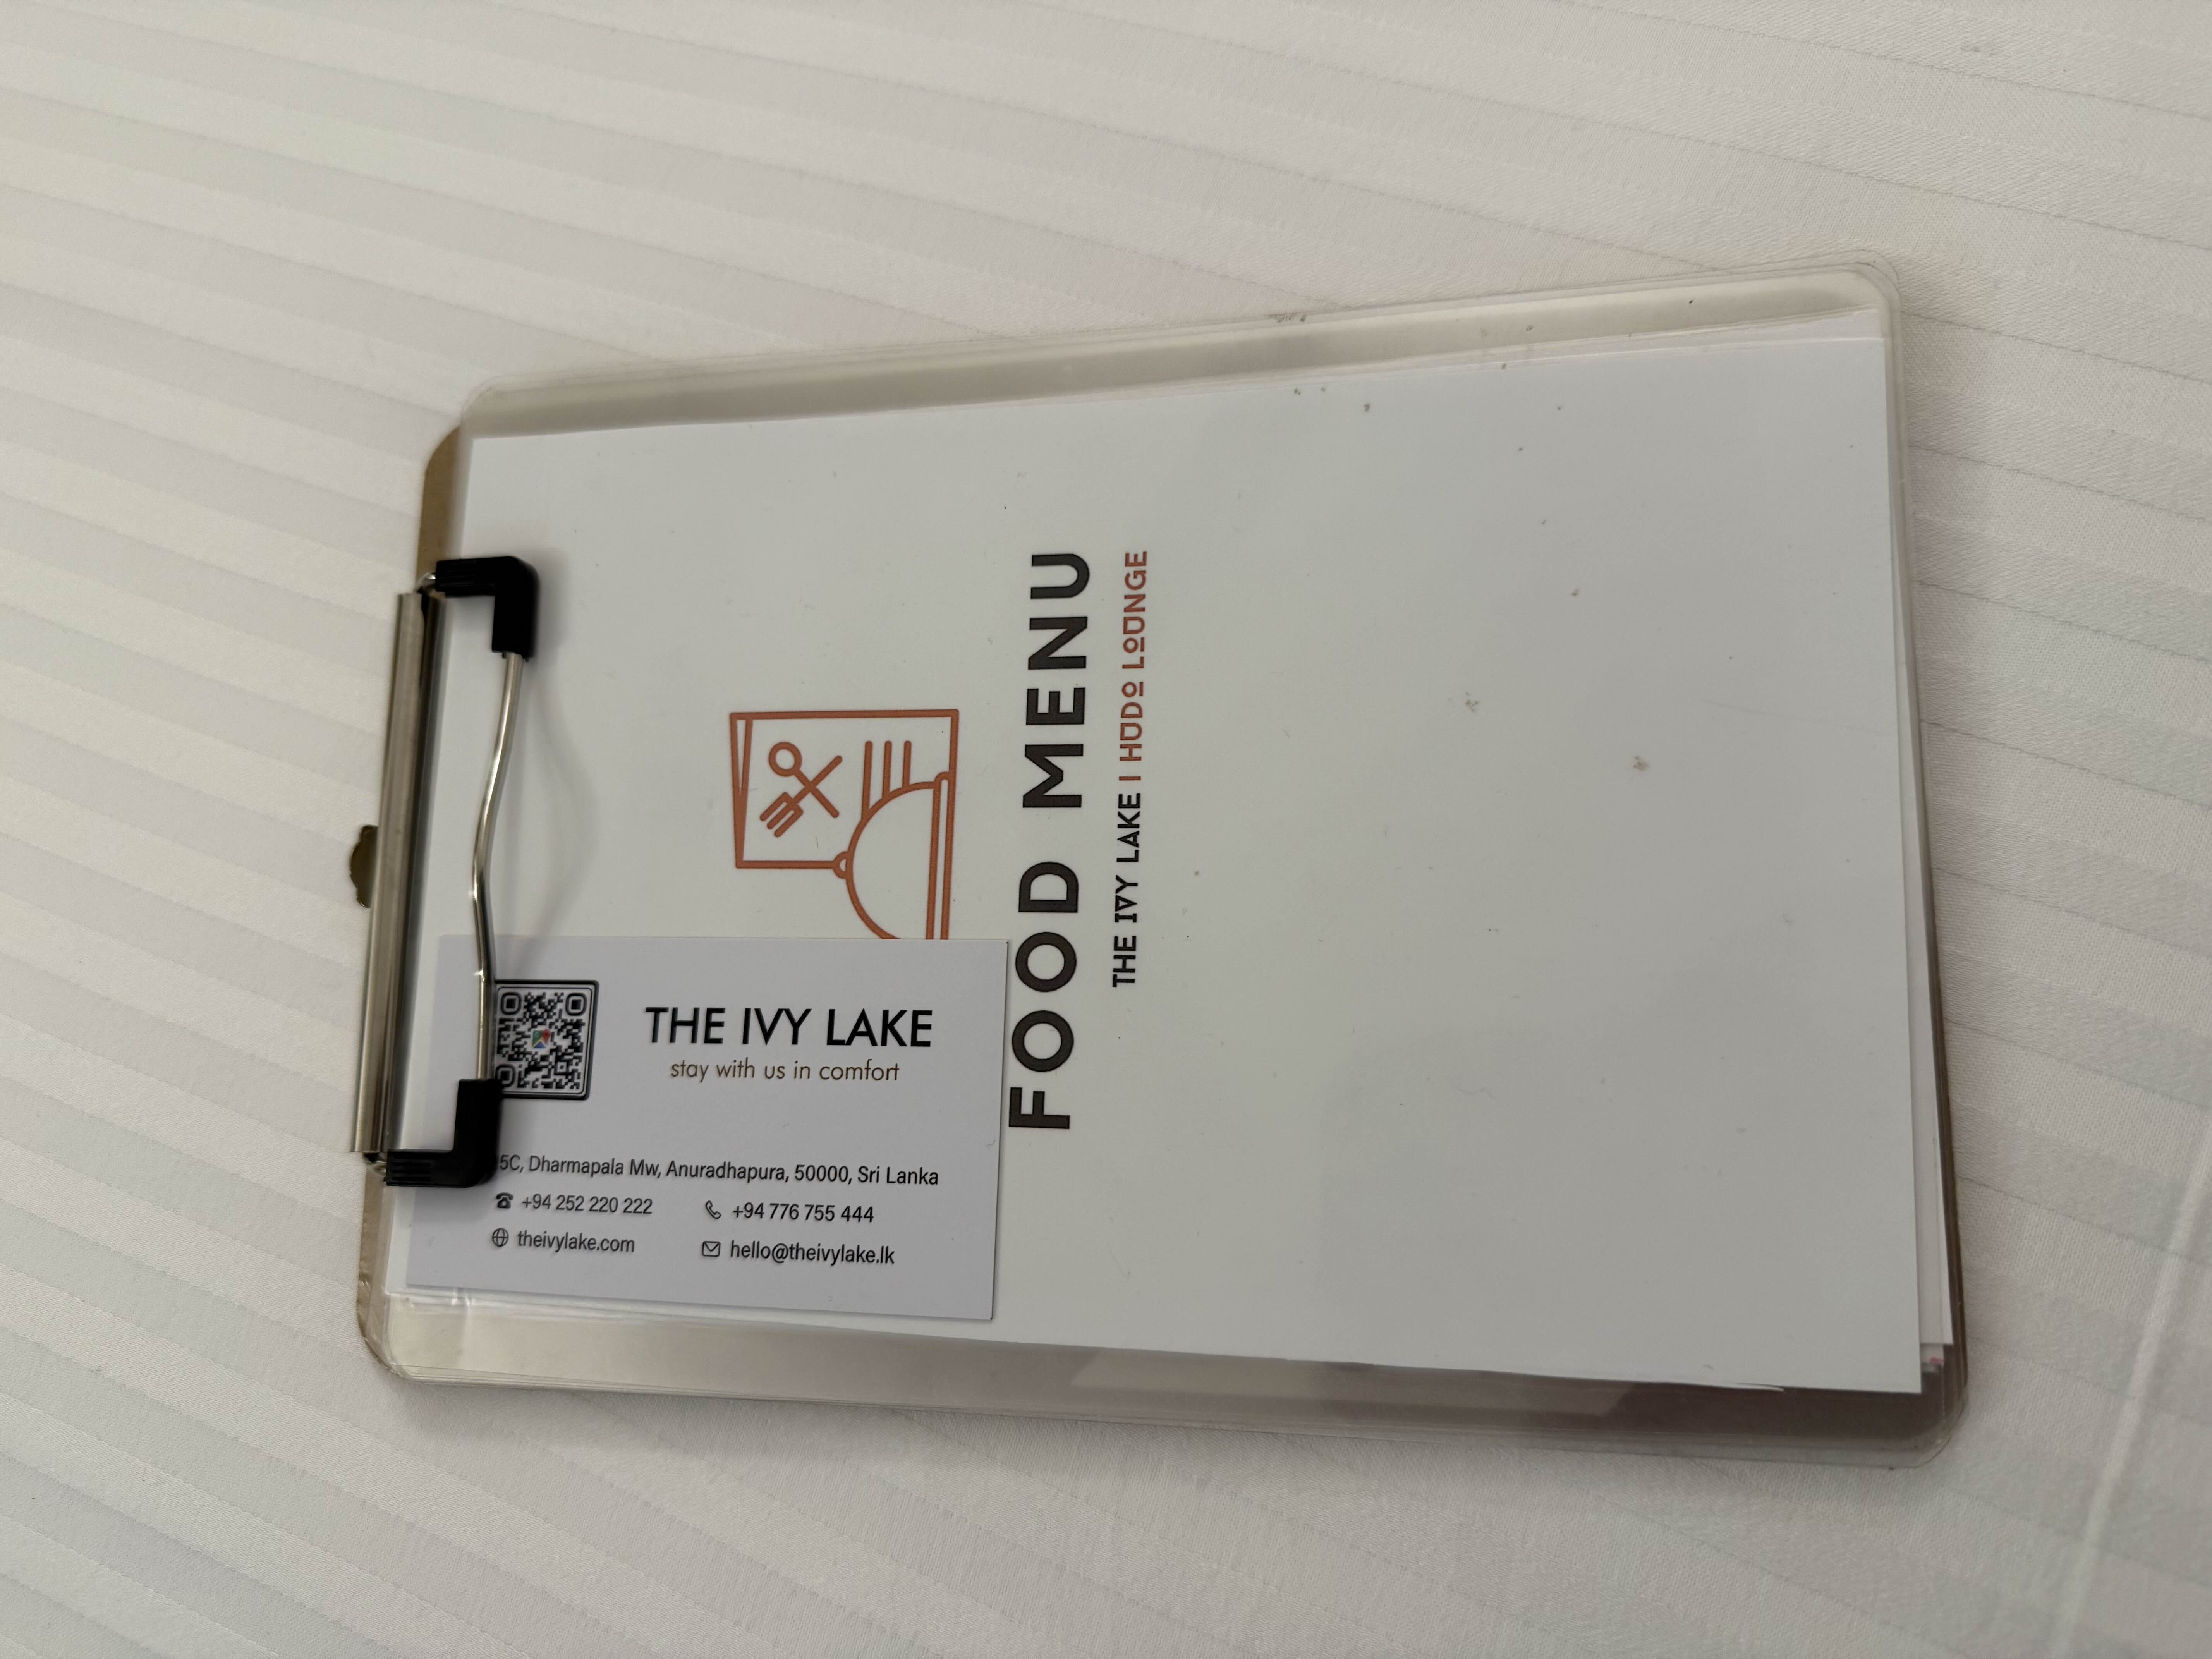 FOOD MENU
THE IVY LAKE | HUDO LOUNGE
THE IVY LAKE
stay with us in comfort
5C, Dharmapala Mw, Anuradhapura, 50000, Sri Lanka
+94 252 220 222 +94 776 755 444
theivylake.com hello@theivylake.lk